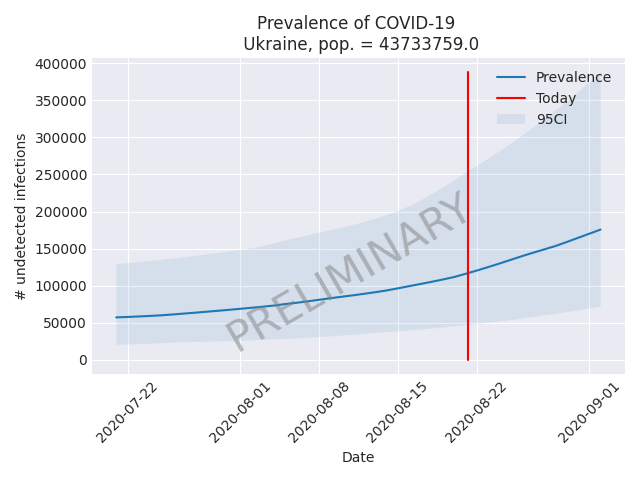 Prevalence of COVID-19
Ukraine, pop. = 43733759.0
400000
350000
300000
250000
200000
150000
100000
50000
0
# undetected infections
Prevalence
Today
95CI
PRELIMINARY
2020-07-22
2020-08-01
2020-08-08
2020-08-15
2020-08-22
2020-09-01
Date